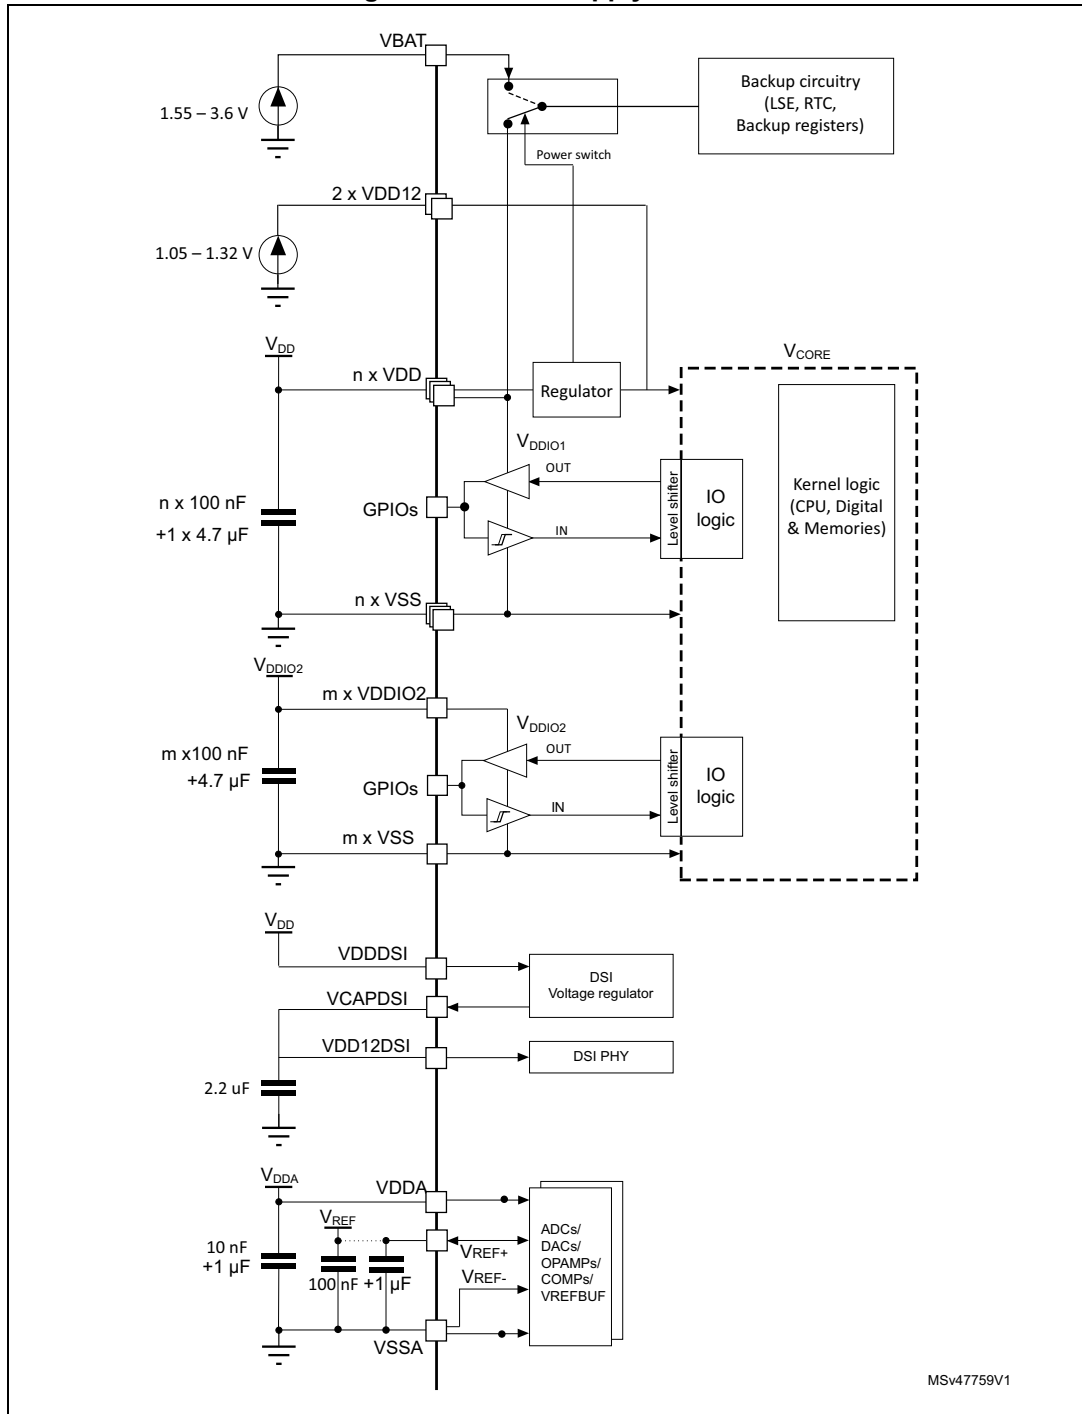 VBAT
1.55 – 3.6 V
Backup circuitry
(LSE, RTC,
Backup registers)
Power switch
2 x VDD12
1.05 – 1.32 V
VDD
n x VDD
Regulator
VCORE
VDDIO1
OUT
n x 100 nF
+1 x 4.7 µF
GPIOs
IN
Level shifter
IO
logic
Kernel logic
(CPU, Digital
& Memories)
n x VSS
VDDIO2
m x VDDIO2
VDDIO2
OUT
m x100 nF
+4.7 µF
GPIOs
IN
Level shifter
IO
logic
m x VSS
VDD
VDDDSI
DSI
Voltage regulator
VCAPDSI
VDD12DSI
DSI PHY
2.2 uF
VDDA
VDDA
VREF
10 nF
+1 µF
100 nF +1 µF
VREF+
VREF-
ADCs/
DACs/
OPAMPs/
COMPs/
VREFBUF
VSSA
MSv47759V1